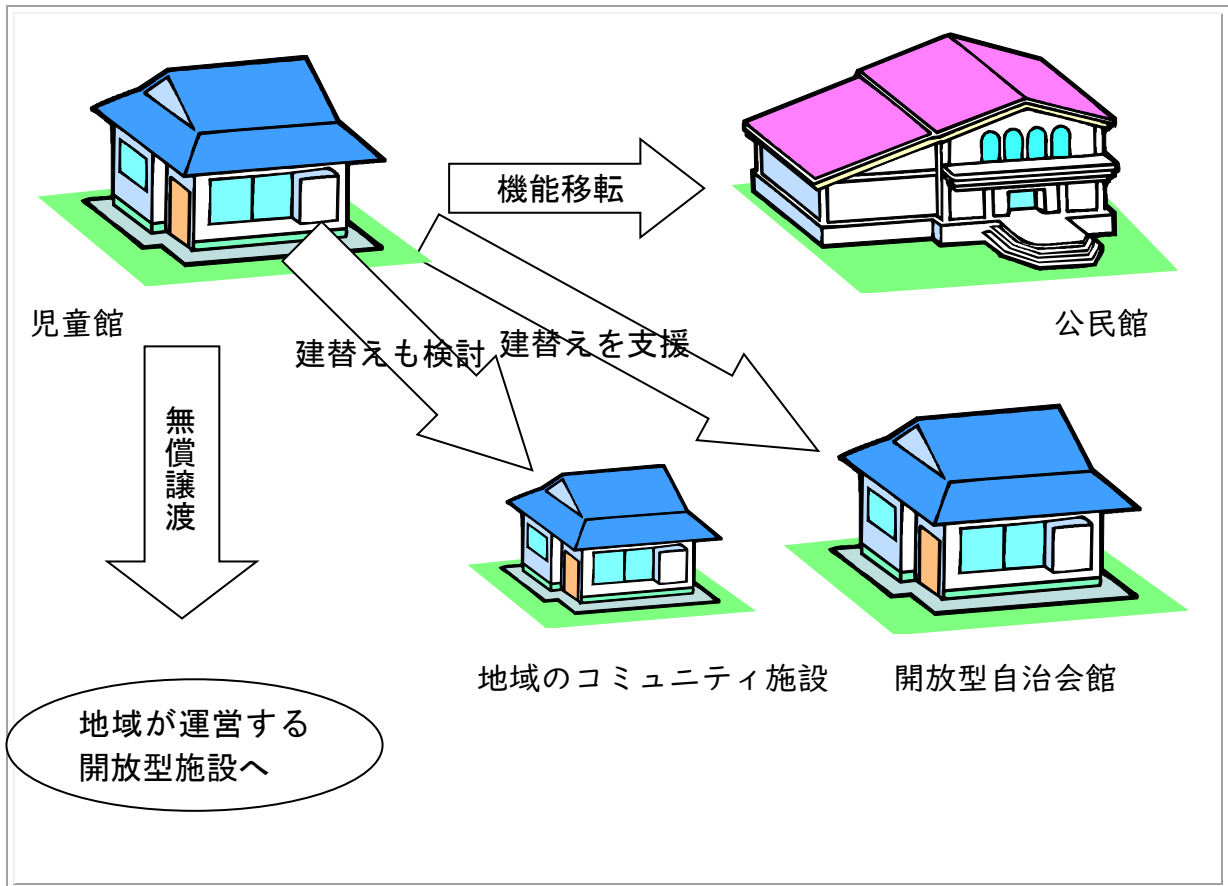 機能移転
児童館
公民館
建替えも検討
建替えを支援
無償譲渡
地域のコミュニティ施設
開放型自治会館
地域が運営する
開放型施設へ